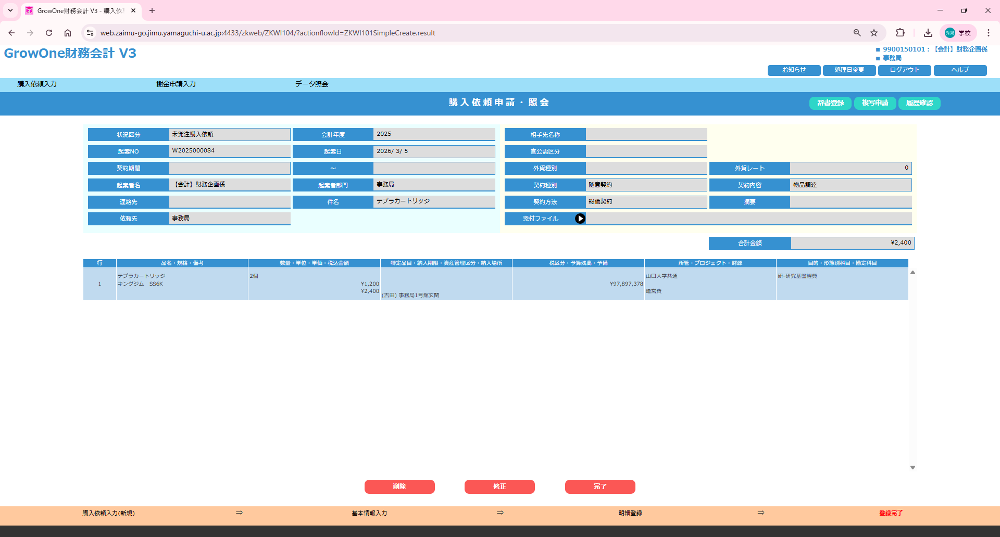 GrowOne財務会計 V3 - 購入依
web.zaimu-go.jimu.yamaguchi-u.ac.jp:4433/zkweb/ZKWI104/?actionflowId=ZKWI101SimpleCreate.result
秀見 学校
GrowOne財務会計 V3
■ 9900150101：【会計】財務企画係
■ 事務局
お知らせ 処理日変更 ログアウト ヘルプ
購入依頼入力 謝金申請入力 データ照会
購入依頼申請・照会
辞書登録 複写申請 履歴確認
状況区分 未発注購入依頼 会計年度 2025 相手先名称
起案NO W2025000084 起案日 2026/ 3/ 5 官公需区分
契約期間 ～ 外貨種別 外貨レート 0
起案者名 【会計】財務企画係 起案者部門 事務局 契約種別 随意契約 契約内容 物品調達
連絡先 件名 テプラカートリッジ 契約方法 総価契約 摘要
依頼先 事務局 添付ファイル
合計金額 ¥2,400
行 品名・規格・備考 数量・単位・単価・税込金額 特定品目・納入期限・資産管理区分・納入場所 税区分・予算残高・予備 所管・プロジェクト・財源 目的・形態別科目・勘定科目
テプラカートリッジ 2個 山口大学共通 研-研究基盤経費
1 キングジム SS6K ¥1,200 ¥97,897,378
¥2,400 運営費
(吉田) 事務局1号館玄関
削除 修正 完了
購入依頼入力(新規) ⇒ 基本情報入力 ⇒ 明細登録 ⇒ 登録完了